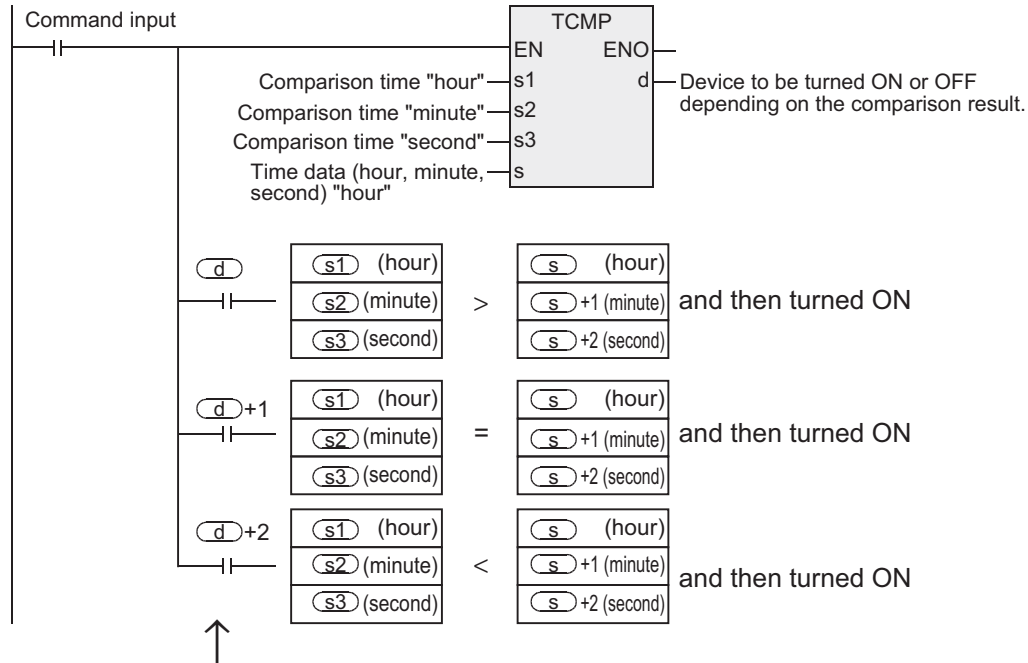 Command input
TCMP
EN ENO
Comparison time "hour" s1 d Device to be turned ON or OFF
depending on the comparison result.
Comparison time "minute" s2
Comparison time "second" s3
Time data (hour, minute, s
second) "hour"
d
s1 (hour)
s2 (minute)
s3 (second)
>
s (hour)
s +1 (minute)
s +2 (second)
and then turned ON
d +1
s1 (hour)
s2 (minute)
s3 (second)
=
s (hour)
s +1 (minute)
s +2 (second)
and then turned ON
d +2
s1 (hour)
s2 (minute)
s3 (second)
<
s (hour)
s +1 (minute)
s +2 (second)
and then turned ON